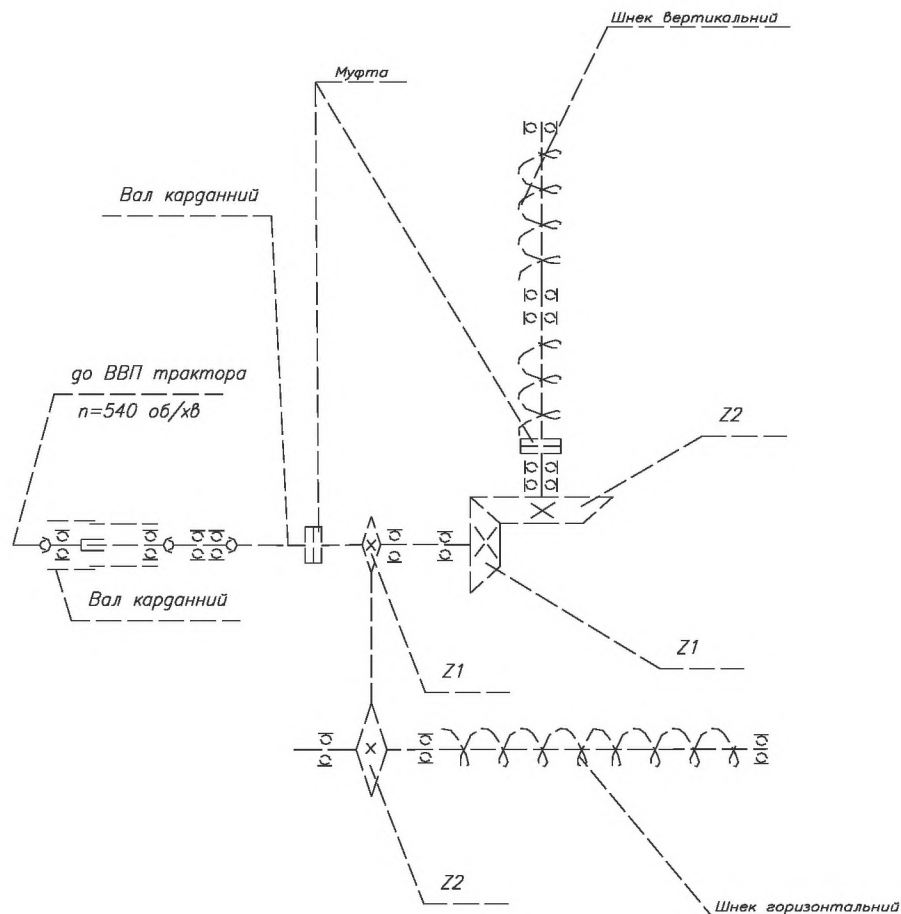 Шнек вертикальний
Муфта
Вал карданний
до ВВП трактора
n=540 об/хв
Z2
Вал карданний
Z1
Z1
Z2
Шнек горизонтальний